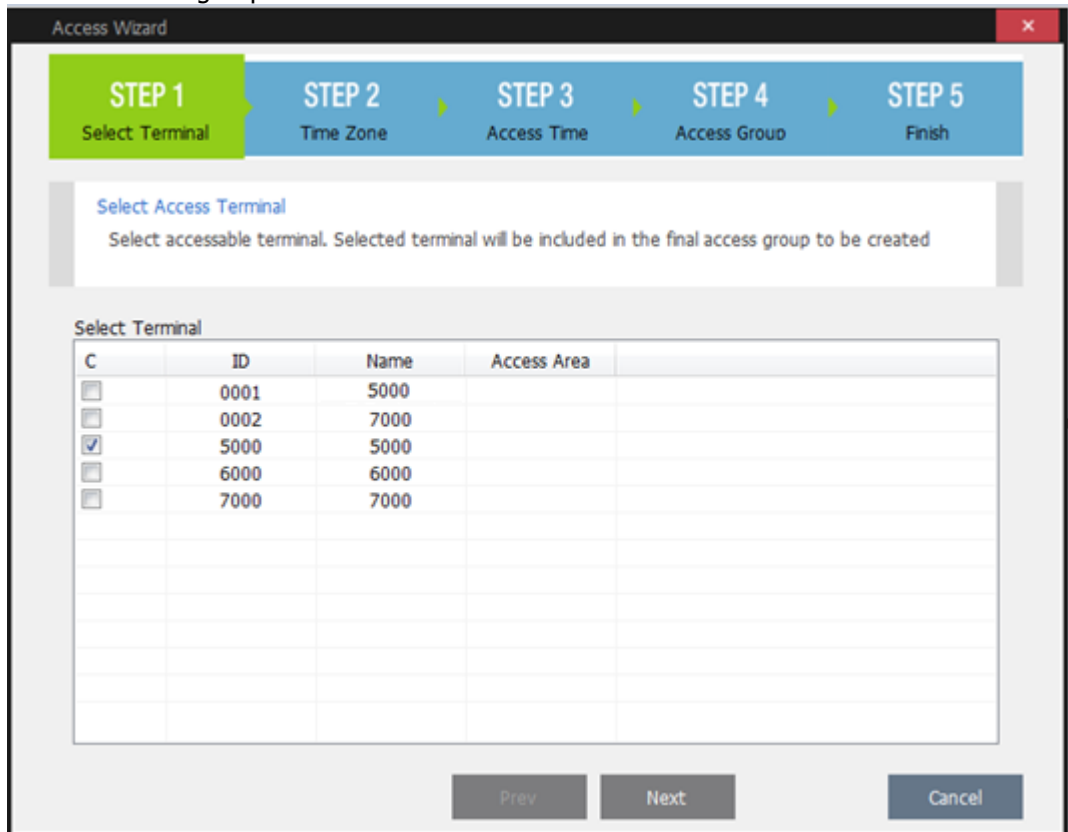 Access Wizard
STEP 1 STEP 2 STEP 3 STEP 4 STEP 5
Select Terminal Time Zone Access Time Access Group Finish
Select Access Terminal
Select accessable terminal. Selected terminal will be included in the final access group to be created
Select Terminal
C ID Name Access Area
0001 5000
0002 7000
5000 5000
6000 6000
7000 7000
Prev Next Cancel